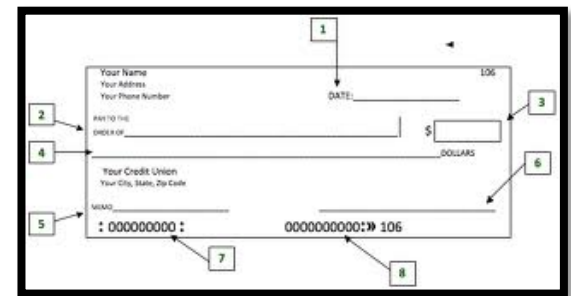 1
Your Name 106
Your Address
Your Phone Number DATE:
2
PAY TO THE
ORDER OF $
3
4
DOLLARS
Your Credit Union
Your City, State, Zip Code
6
5
MEMO
: 000000000 : 0000000000:» 106
7
8